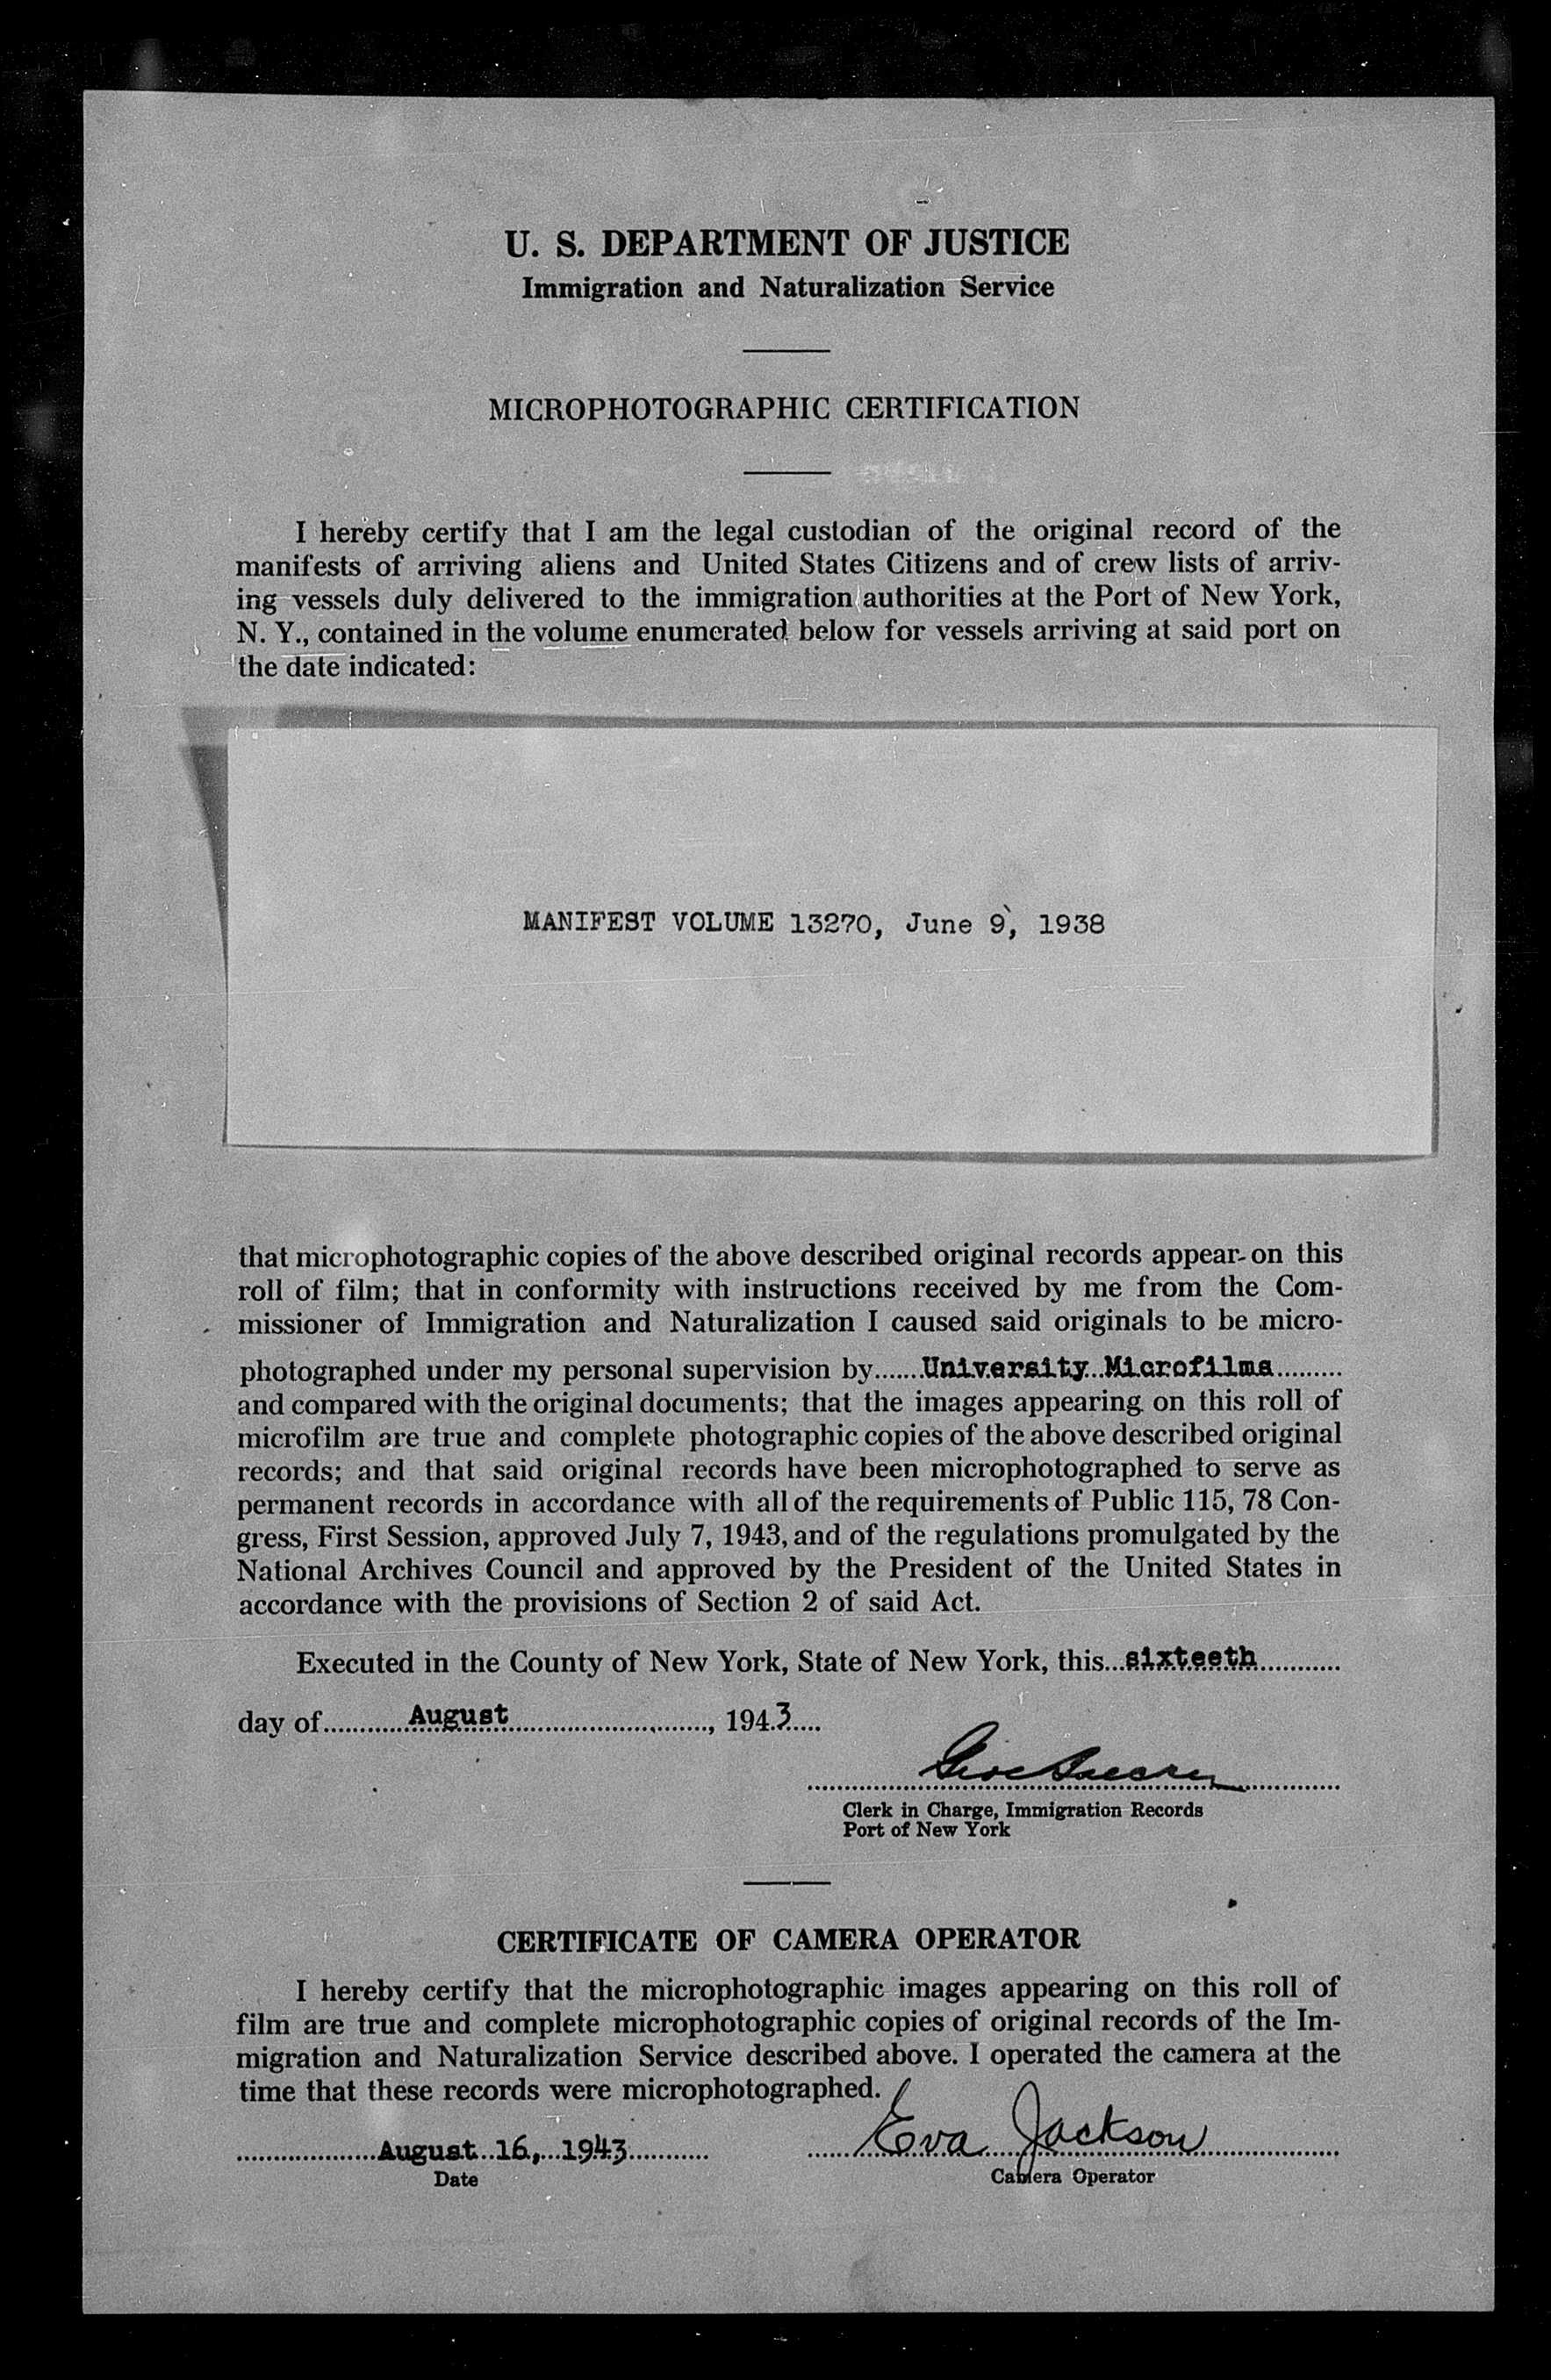 U. S. DEPARTMENT OF JUSTICE
Immigration and Naturalization Service
MICROPHOTOGRAPHIC CERTIFICATION
I hereby certify that I am the legal custodian of the original record of the
manifests of arriving aliens and United States Citizens and of crew lists of arriv-
ing vessels duly delivered to the immigration authorities at the Port of New York,
N. Y., contained in the volume enumerated below for vessels arriving at said port on
the date indicated:
MANIFEST VOLUME 13270, June 9, 1938
that microphotographic copies of the above described original records appear on this
roll of film; that in conformity with instructions received by me from the Com-
missioner of Immigration and Naturalization I caused said originals to be micro-
photographed under my personal supervision by University Microfilms
and compared with the original documents; that the images appearing on this roll of
microfilm are true and complete photographic copies of the above described original
records; and that said original records have been microphotographed to serve as
permanent records in accordance with all of the requirements of Public 115, 78 Con-
gress, First Session, approved July 7, 1943, and of the regulations promulgated by the
National Archives Council and approved by the President of the United States in
accordance with the provisions of Section 2 of said Act.
Executed in the County of New York, State of New York, this sixteeth
day of August, 1943
Clerk in Charge, Immigration Records
Port of New York
CERTIFICATE OF CAMERA OPERATOR
I hereby certify that the microphotographic images appearing on this roll of
film are true and complete microphotographic copies of original records of the Im-
migration and Naturalization Service described above. I operated the camera at the
time that these records were microphotographed.
August 16, 1943 Eva Jackson
Date Camera Operator